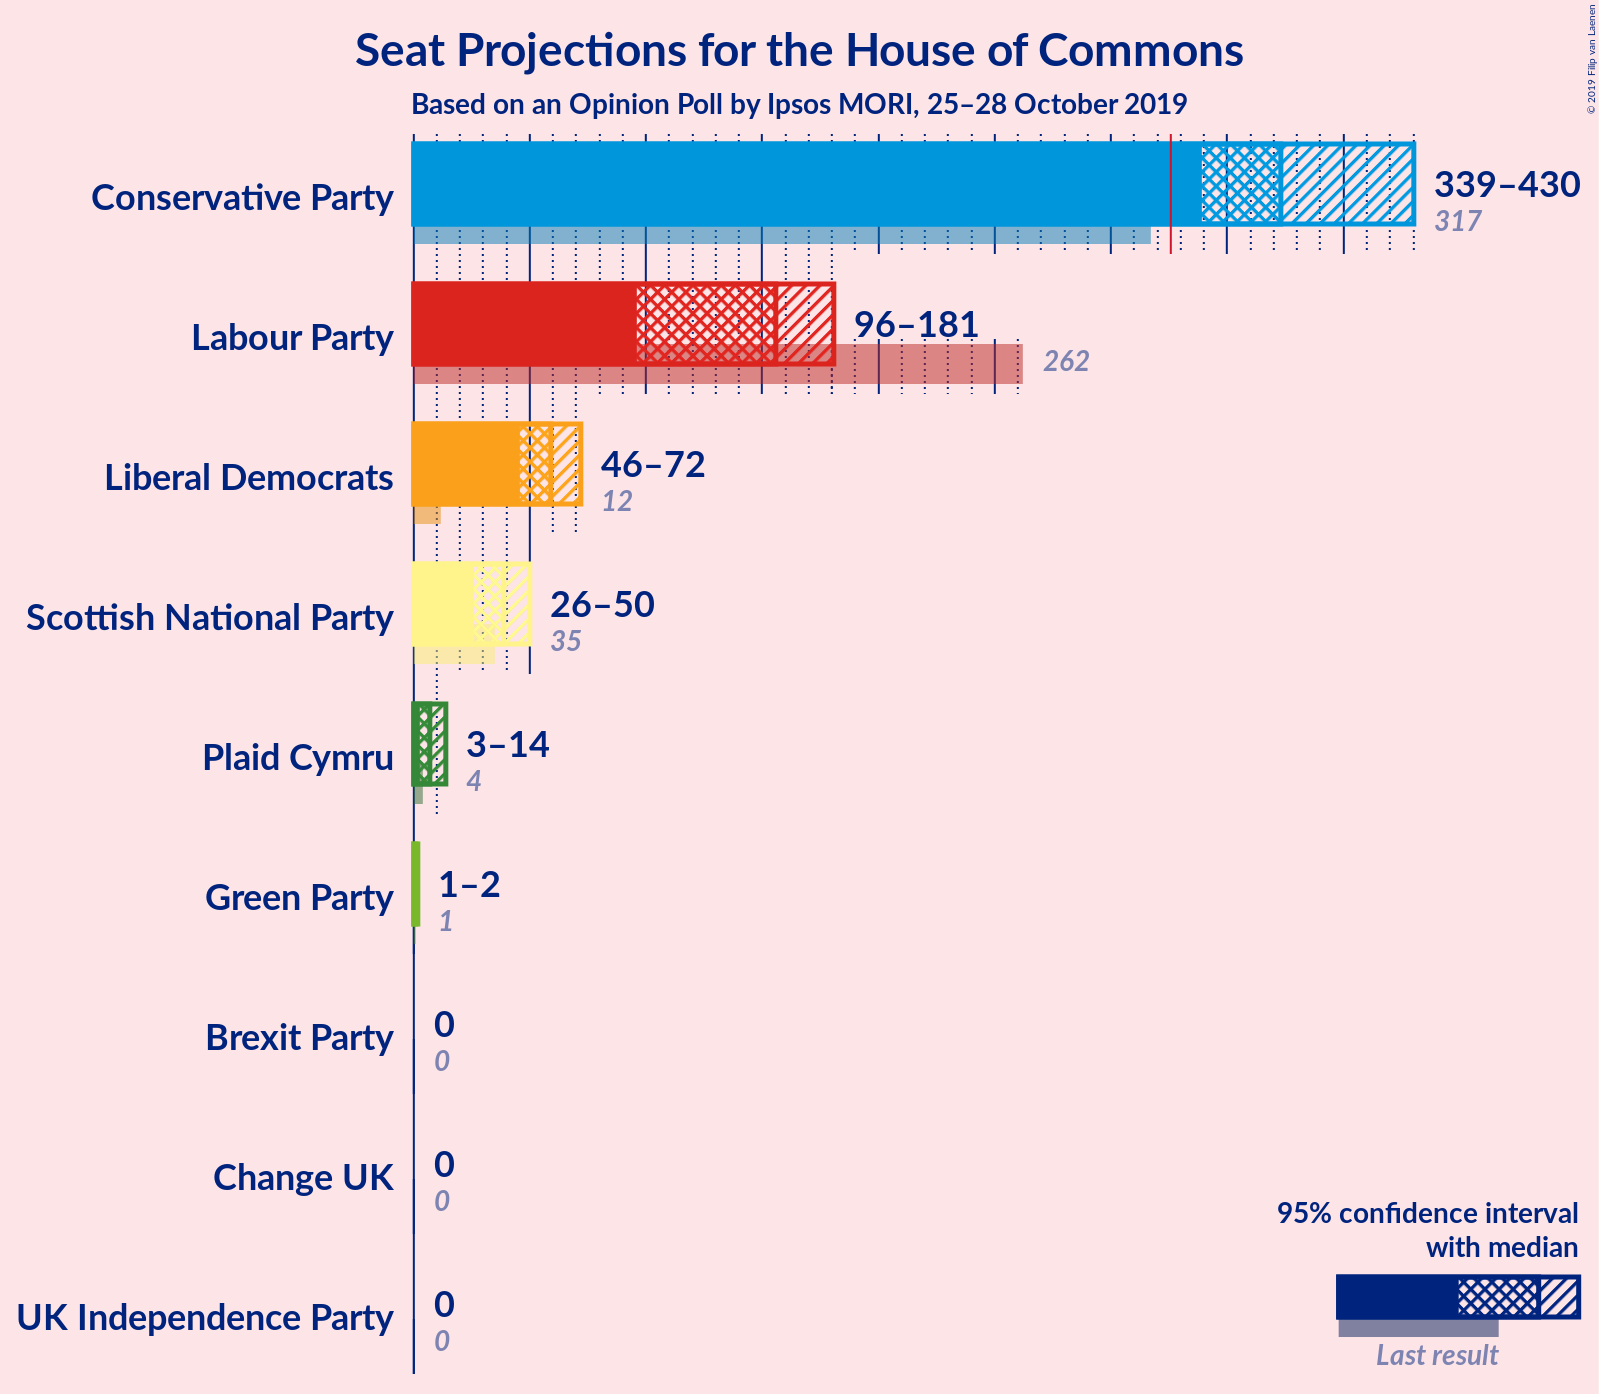 Seat Projections for the House of Commons
Based on an Opinion Poll by Ipsos MORI, 25–28 October 2019
© 2019 Filip van Laenen
Conservative Party
339–430
317
Labour Party
96–181
262
Liberal Democrats
46–72
12
Scottish National Party
26–50
35
Plaid Cymru
3–14
4
Green Party
1–2
1
Brexit Party
0
0
Change UK
0
0
UK Independence Party
0
0
95% confidence interval
with median
Last result